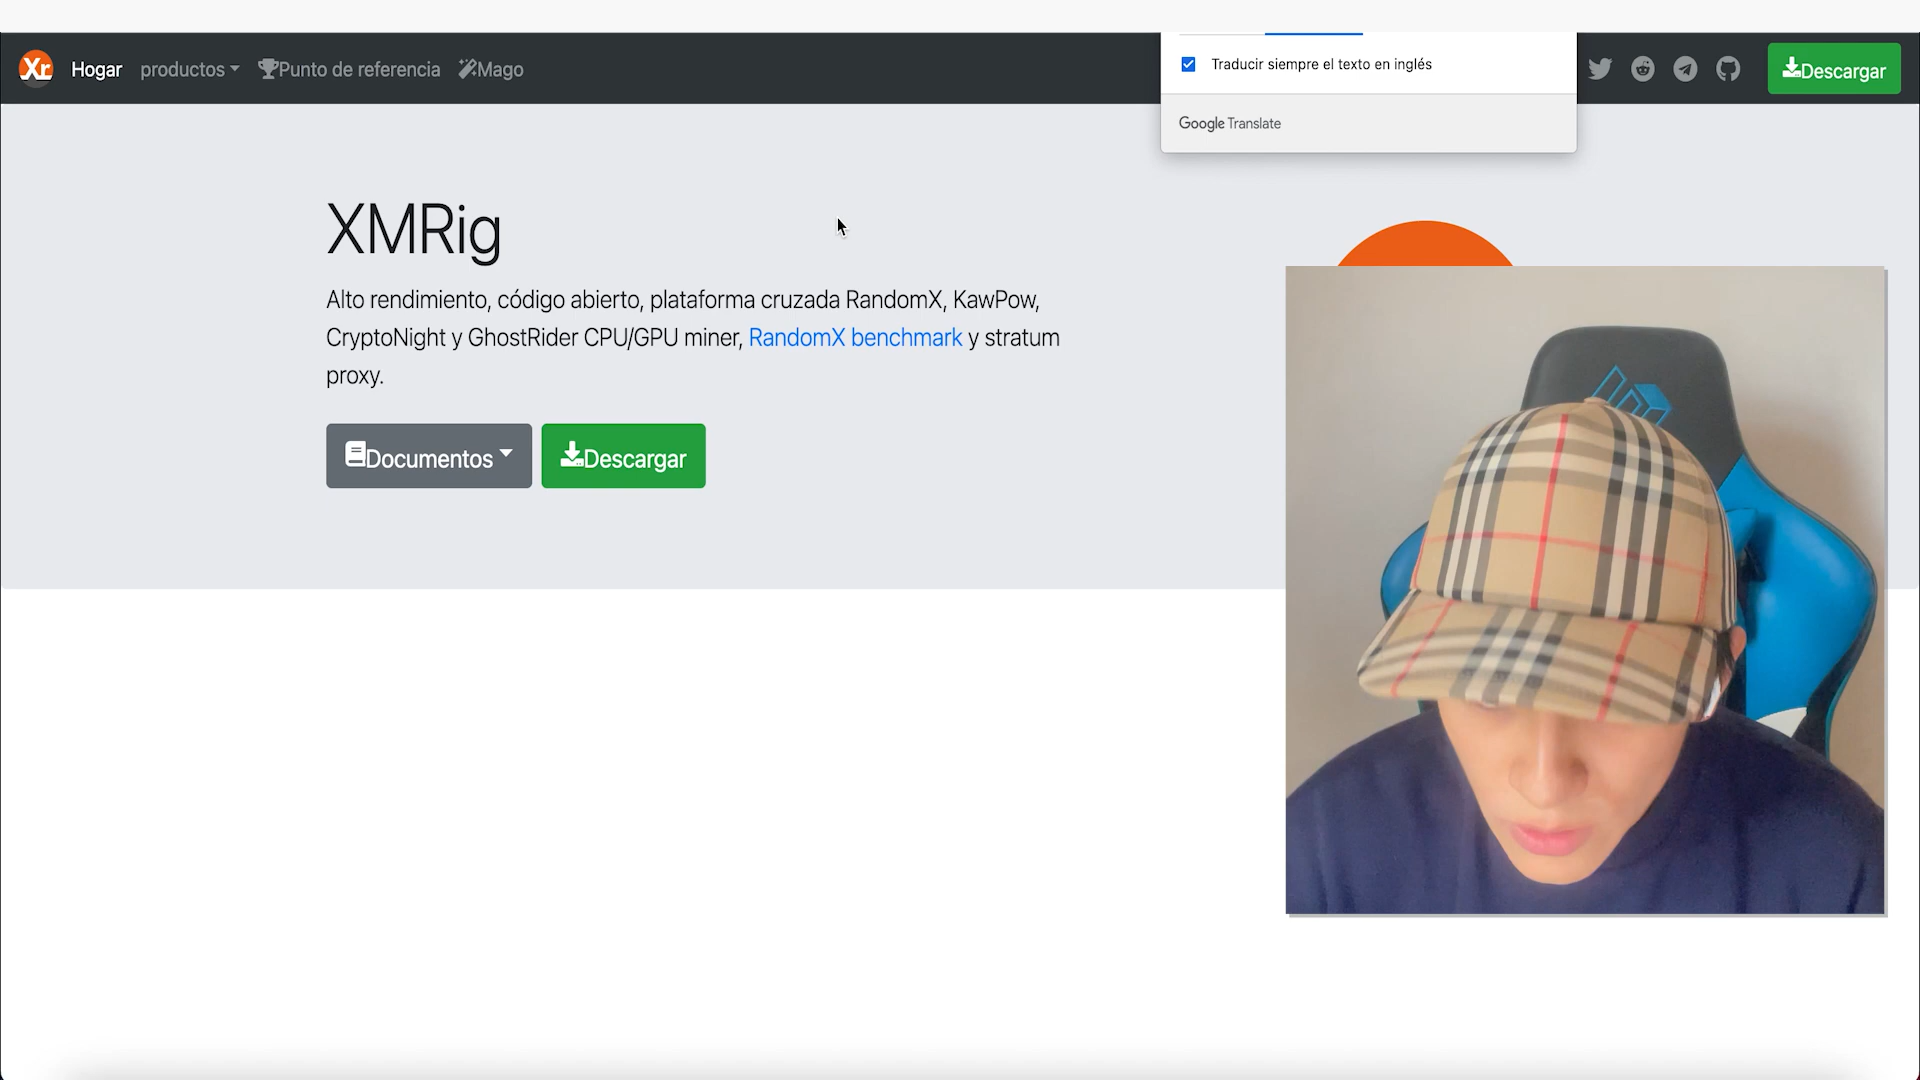 Xr Hogar productos Punto de referencia Mago
Traducir siempre el texto en inglés
Descargar
Google Translate
XMRig
Alto rendimiento, código abierto, plataforma cruzada RandomX, KawPow,
CryptoNight y GhostRider CPU/GPU miner, RandomX benchmark y stratum
proxy.
Documentos Descargar